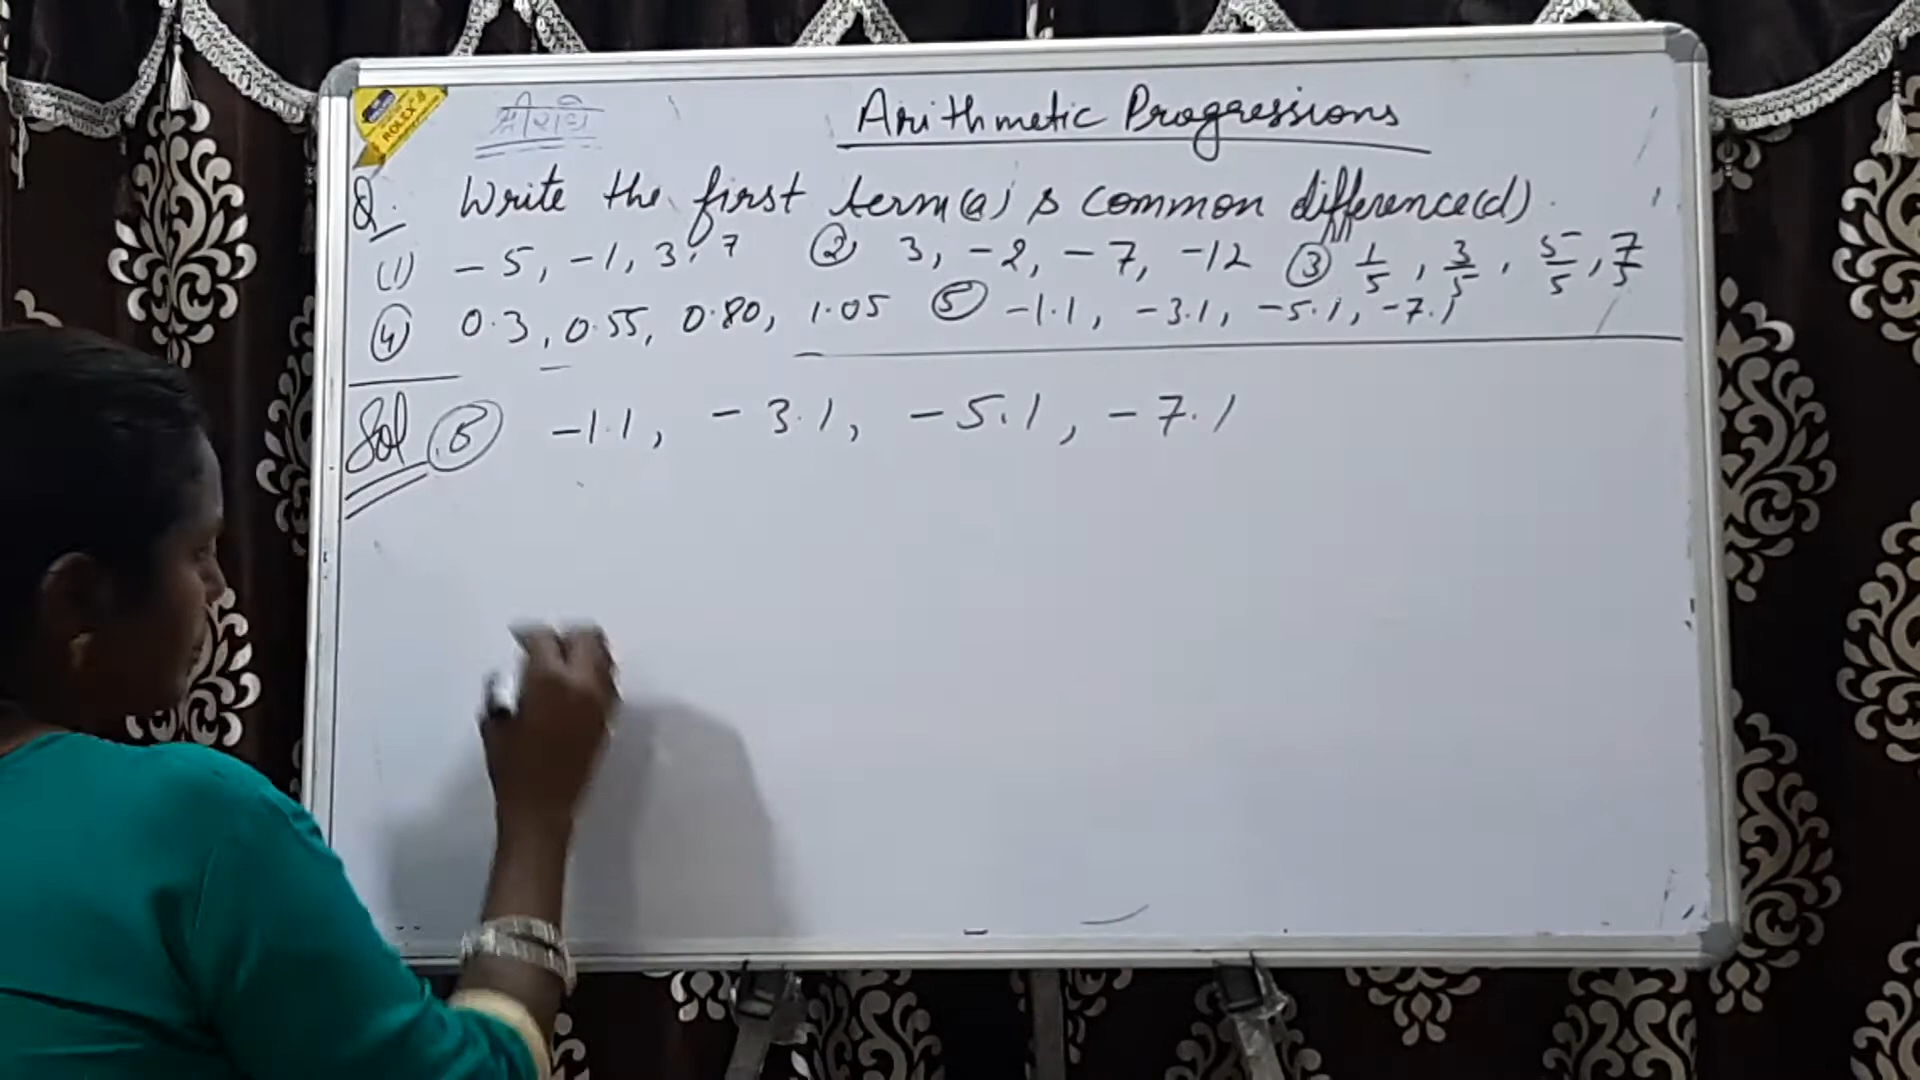 ROLEX
श्रीराधे
Arithmetic Progressions
Q. Write the first term(a) & common difference(d).
(1) -5, -1, 3, 7 ② 3, -2, -7, -12 ③ 1/5, 3/5, 5/5, 7/5
④ 0.3, 0.55, 0.80, 1.05 ⑤ -1.1, -3.1, -5.1, -7.1
Sol ⑤ -1.1, -3.1, -5.1, -7.1